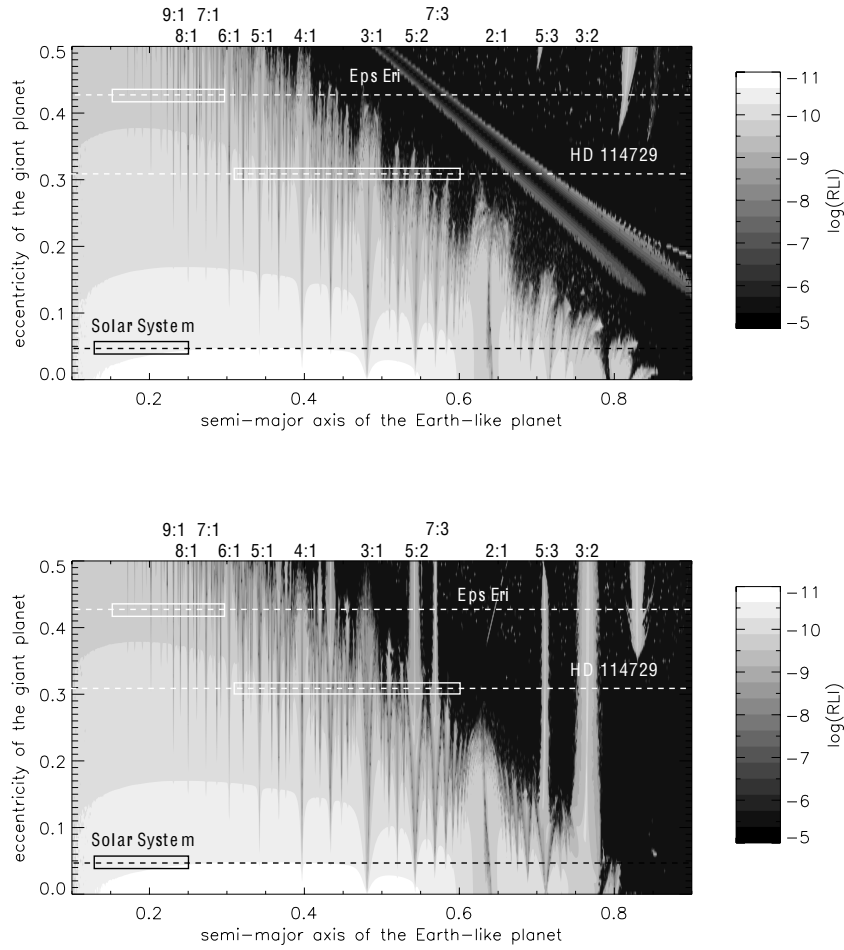 7:3
9:1 7:1
8:1 6:1 5:1 4:1 3:1 5:2 2:1 5:3 3:2
0.5
0.4
0.3
0.2
0.1
0.0
eccentricity of the giant planet
Eps Eri
HD 114729
Solar System
0.2 0.4 0.6 0.8
semi-major axis of the Earth-like planet
-11
-10
-9
-8
-7
-6
-5
log(RLI)
7:3
9:1 7:1
8:1 6:1 5:1 4:1 3:1 5:2 2:1 5:3 3:2
0.5
0.4
0.3
0.2
0.1
0.0
eccentricity of the giant planet
Eps Eri
HD 114729
Solar System
0.2 0.4 0.6 0.8
semi-major axis of the Earth-like planet
-11
-10
-9
-8
-7
-6
-5
log(RLI)